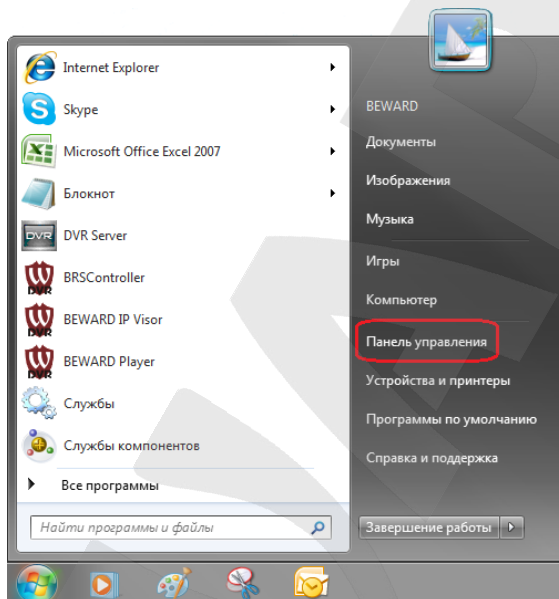 Internet Explorer
Skype
Microsoft Office Excel 2007
Блокнот
DVR
DVR Server
BRSController
BEWARD IP Visor
BEWARD Player
Службы
Службы компонентов
Все программы
Найти программы и файлы
BEWARD
Документы
Изображения
Музыка
Игры
Компьютер
Панель управления
Устройства и принтеры
Программы по умолчанию
Справка и поддержка
Завершение работы